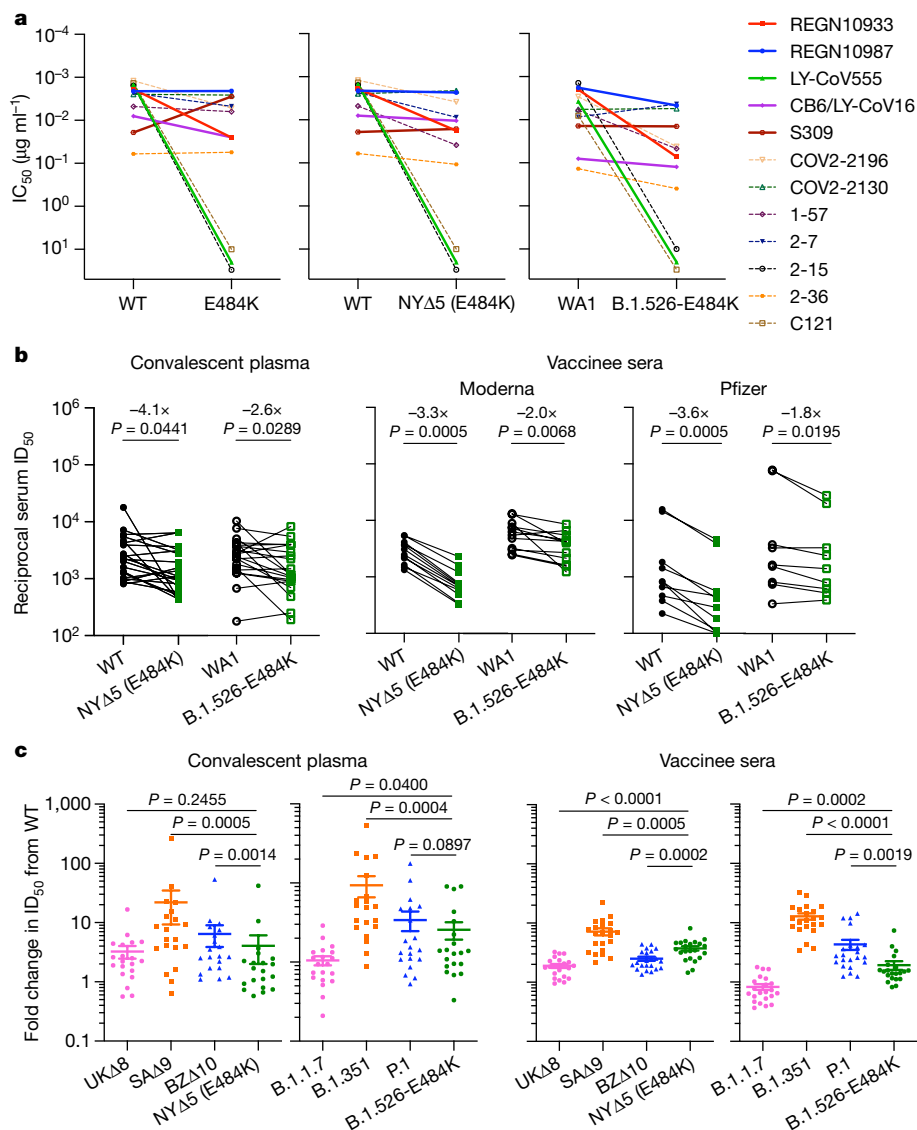 a
IC50 (μg ml−1)
10−4
10−3
10−2
10−1
100
101
WT
E484K
WT
NYΔ5 (E484K)
WA1
B.1.526-E484K
REGN10933
REGN10987
LY-CoV555
CB6/LY-CoV16
S309
COV2-2196
COV2-2130
1-57
2-7
2-15
2-36
C121
b
Convalescent plasma
Vaccinee sera
Moderna
Pfizer
Reciprocal serum ID50
106
105
104
103
102
−4.1×
P = 0.0441
−2.6×
P = 0.0289
−3.3×
P = 0.0005
−2.0×
P = 0.0068
−3.6×
P = 0.0005
−1.8×
P = 0.0195
WT
NYΔ5 (E484K)
WA1
B.1.526-E484K
WT
NYΔ5 (E484K)
WA1
B.1.526-E484K
WT
NYΔ5 (E484K)
WA1
B.1.526-E484K
c
Convalescent plasma
Vaccinee sera
Fold change in ID50 from WT
1,000
100
10
1
0.1
P = 0.2455
P = 0.0005
P = 0.0014
UKΔ8
SAΔ9
BZΔ10
NYΔ5 (E484K)
P = 0.0400
P = 0.0004
P = 0.0897
B.1.1.7
B.1.351
P.1
B.1.526-E484K
1,000
100
10
1
0.1
P < 0.0001
P = 0.0005
P = 0.0002
UKΔ8
SAΔ9
BZΔ10
NYΔ5 (E484K)
P = 0.0002
P < 0.0001
P = 0.0019
B.1.1.7
B.1.351
P.1
B.1.526-E484K